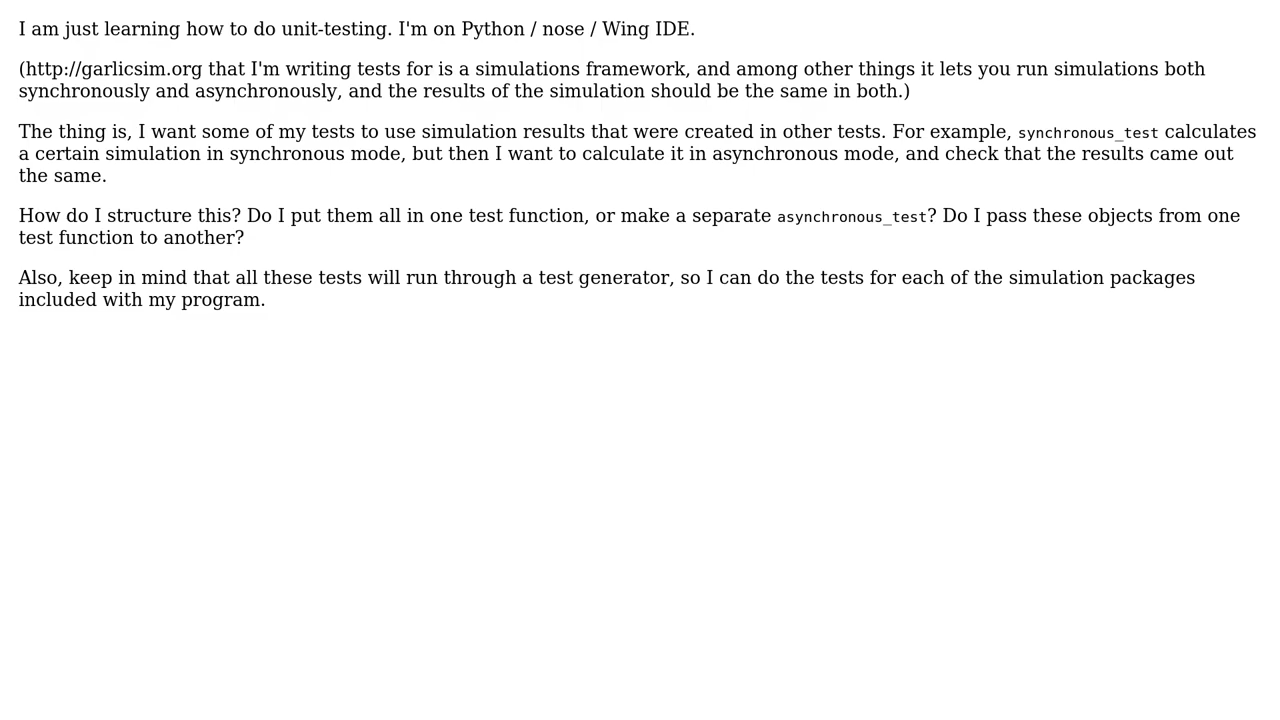 I am just learning how to do unit-testing. I'm on Python / nose / Wing IDE.
(http://garlicsim.org that I'm writing tests for is a simulations framework, and among other things it lets you run simulations both
synchronously and asynchronously, and the results of the simulation should be the same in both.)
The thing is, I want some of my tests to use simulation results that were created in other tests. For example, synchronous_test calculates
a certain simulation in synchronous mode, but then I want to calculate it in asynchronous mode, and check that the results came out
the same.
How do I structure this? Do I put them all in one test function, or make a separate asynchronous_test? Do I pass these objects from one
test function to another?
Also, keep in mind that all these tests will run through a test generator, so I can do the tests for each of the simulation packages
included with my program.